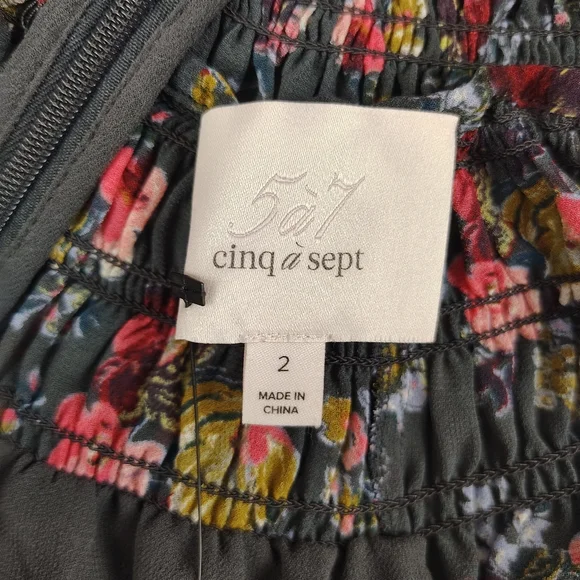 5à7
cinq à sept
2
MADE IN
CHINA